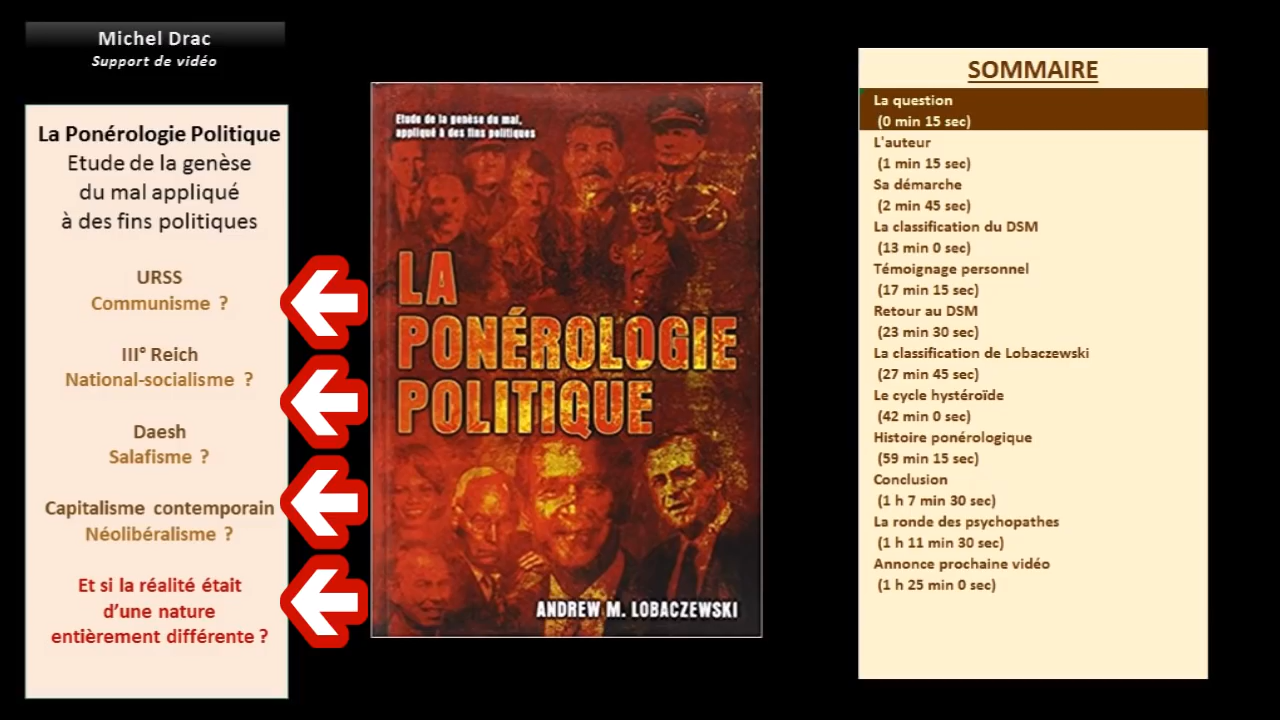 Michel Drac
Support de vidéo
La Ponérologie Politique
Etude de la genèse
du mal appliqué
à des fins politiques
URSS
Communisme ?
III° Reich
National-socialisme ?
Daesh
Salafisme ?
Capitalisme contemporain
Néolibéralisme ?
Et si la réalité était
d'une nature
entièrement différente ?
Etude de la genèse du mal,
appliqué à des fins politiques
LA
PONÉROLOGIE
POLITIQUE
ANDREW M. LOBACZEWSKI
SOMMAIRE
La question
(0 min 15 sec)
L'auteur
(1 min 15 sec)
Sa démarche
(2 min 45 sec)
La classification du DSM
(13 min 0 sec)
Témoignage personnel
(17 min 15 sec)
Retour au DSM
(23 min 30 sec)
La classification de Lobaczewski
(27 min 45 sec)
Le cycle hystéroïde
(42 min 0 sec)
Histoire ponérologique
(59 min 15 sec)
Conclusion
(1 h 7 min 30 sec)
La ronde des psychopathes
(1 h 11 min 30 sec)
Annonce prochaine vidéo
(1 h 25 min 0 sec)